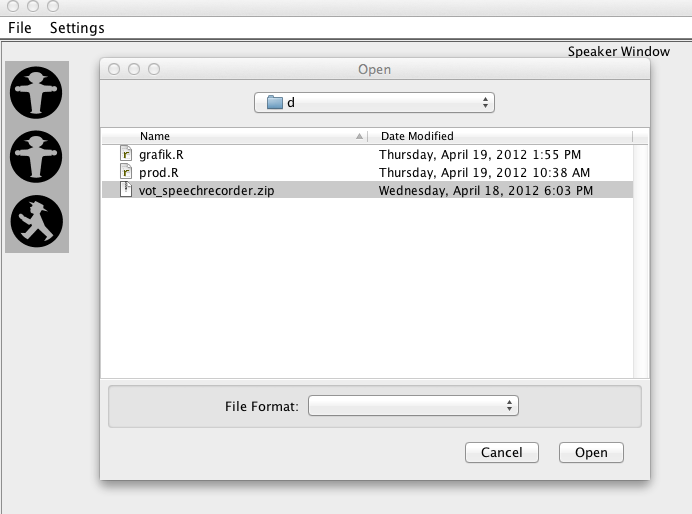 File Settings
Speaker Window
Open
d
Name Date Modified
grafik.R Thursday, April 19, 2012 1:55 PM
prod.R Thursday, April 19, 2012 10:38 AM
vot_speechrecorder.zip Wednesday, April 18, 2012 6:03 PM
File Format:
Cancel Open